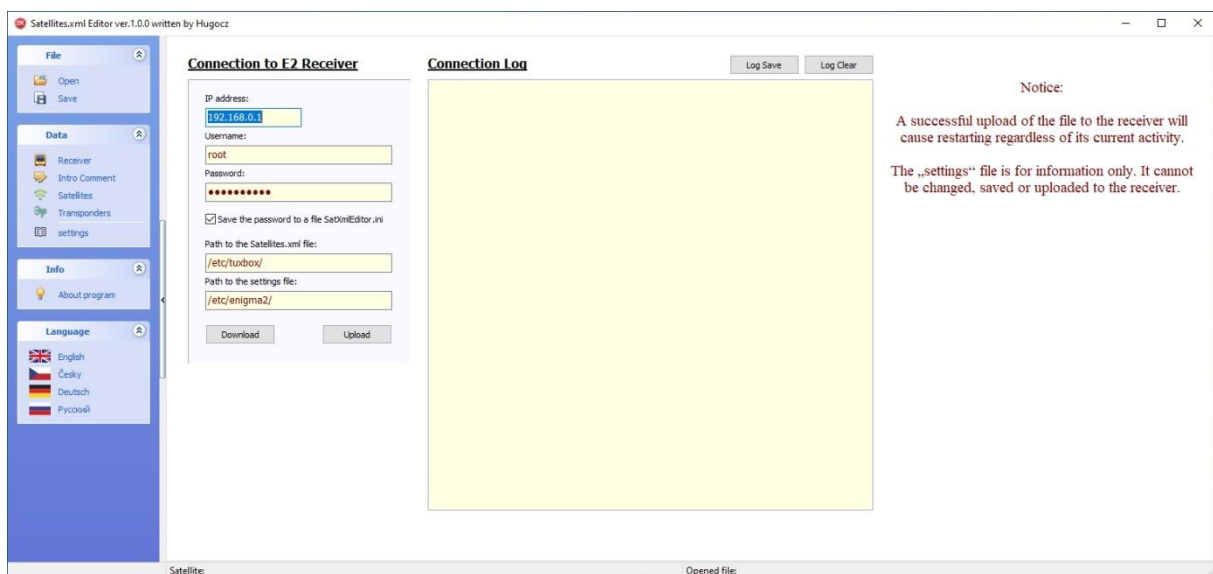 Satellites.xml Editor ver.1.0.0 written by Hugocz
File
Open
Save
Data
Receiver
Intro Comment
Satelites
Transponders
settings
Info
About program
Language
English
Česky
Deutsch
Русский
Connection to E2 Receiver
IP address:
192.168.0.1
Username:
root
Password:
●●●●●●●●●●
Save the password to a file SatXmlEditor.ini
Path to the Satellites.xml file:
/etc/tuxbox/
Path to the settings file:
/etc/enigma2/
Download Upload
Connection Log
Log Save Log Clear
Notice:
A successful upload of the file to the receiver will
cause restarting regardless of its current activity.
The „settings“ file is for information only. It cannot
be changed, saved or uploaded to the receiver.
Satellite: Opened file: